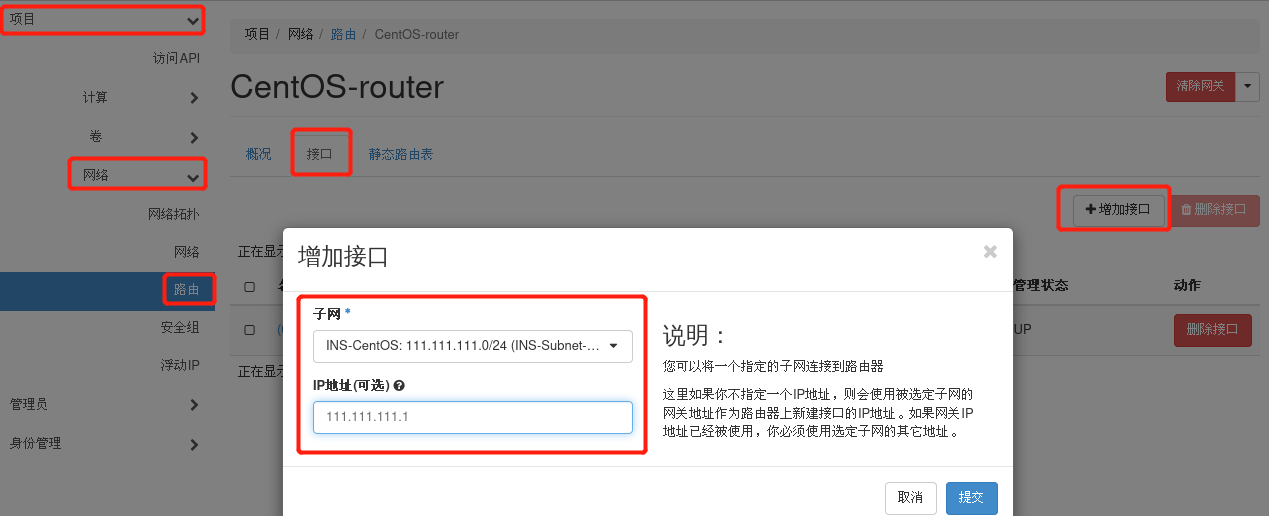 项目
访问API
计算
卷
网络
网络拓扑
网络
路由
安全组
浮动IP
管理员
身份管理
项目 / 网络 / 路由 / CentOS-router
CentOS-router
清除网关
概况 接口 静态路由表
增加接口 删除接口
正在显
管理状态 动作
UP 删除接口
正在显
增加接口
子网 *
INS-CentOS: 111.111.111.0/24 (INS-Subnet-...
IP地址(可选)
111.111.111.1
说明：
您可以将一个指定的子网连接到路由器
这里如果你不指定一个IP地址，则会使用被选定子网的
网关地址作为路由器上新建接口的IP地址。如果网关IP
地址已经被使用，你必须使用选定子网的其它地址。
取消 提交